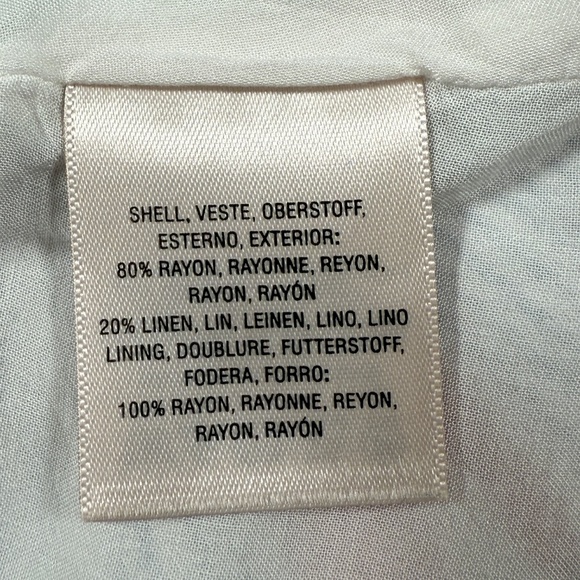 SHELL, VESTE, OBERSTOFF,
ESTERNO, EXTERIOR:
80% RAYON, RAYONNE, REYON,
RAYON, RAYÓN
20% LINEN, LIN, LEINEN, LINO, LINO
LINING, DOUBLURE, FUTTERSTOFF,
FODERA, FORRO:
100% RAYON, RAYONNE, REYON,
RAYON, RAYÓN